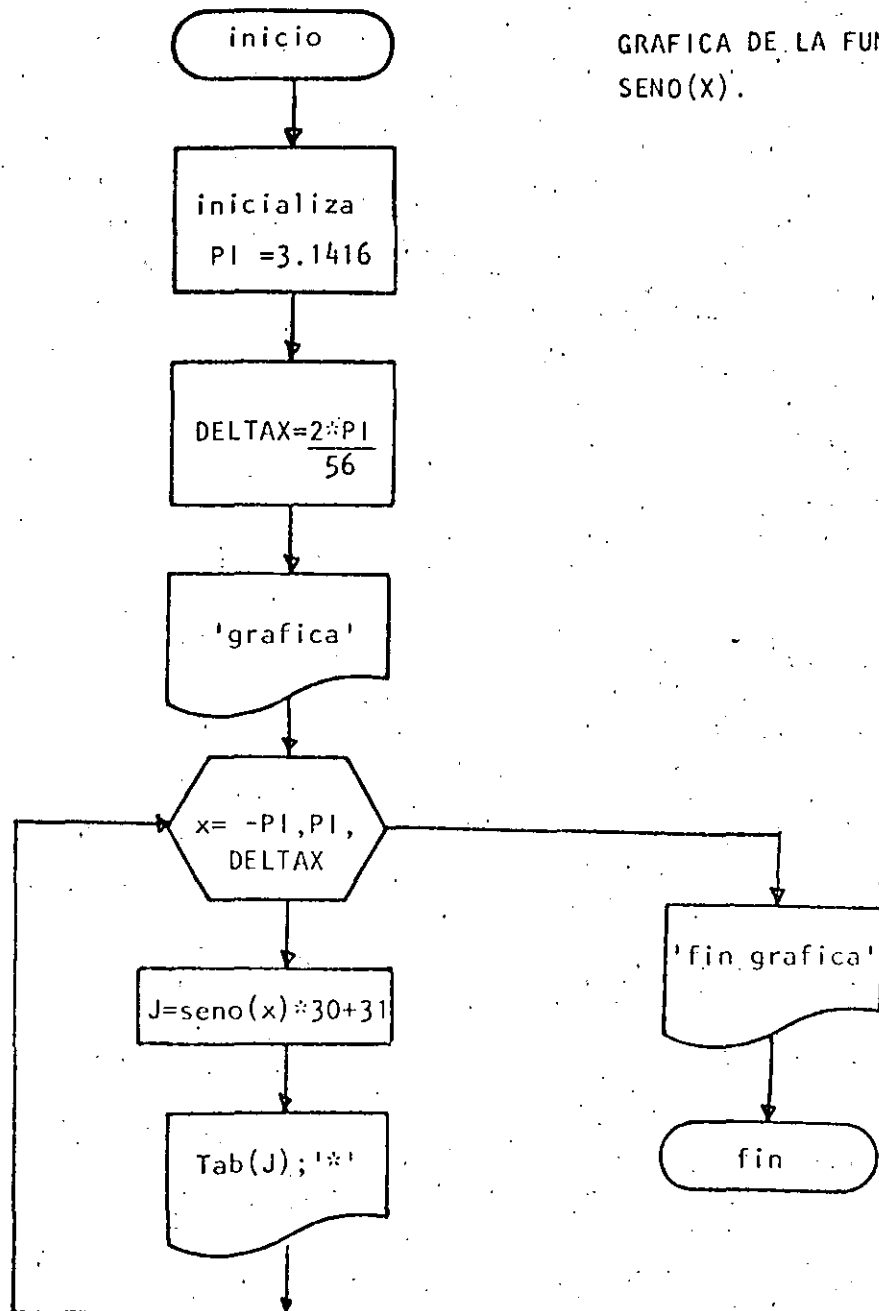 inicio
GRAFICA DE LA FUN
SENO(X).
inicializa
PI =3.1416
DELTAX=2*PI
56
'grafica'
x= -PI,PI,
DELTAX
'fin grafica'
J=seno(x)*30+31
Tab(J);'*'
fin